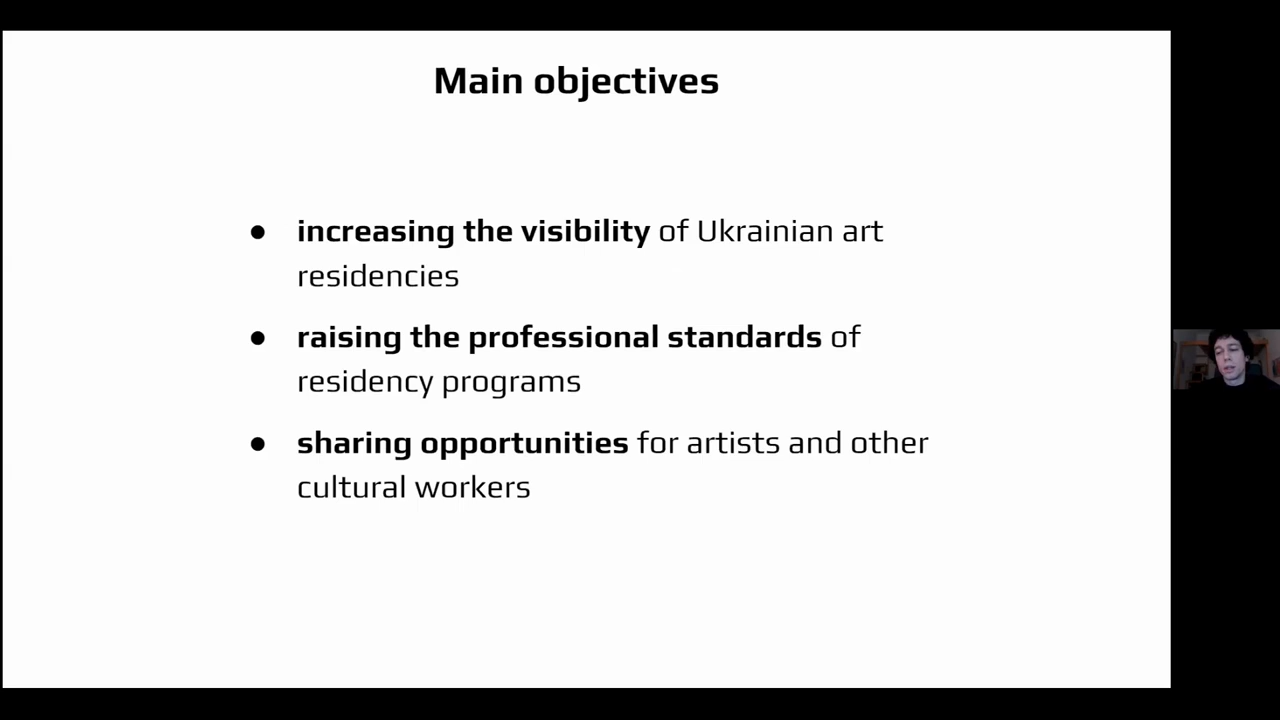 Main objectives
● increasing the visibility of Ukrainian art
residencies
● raising the professional standards of
residency programs
● sharing opportunities for artists and other
cultural workers